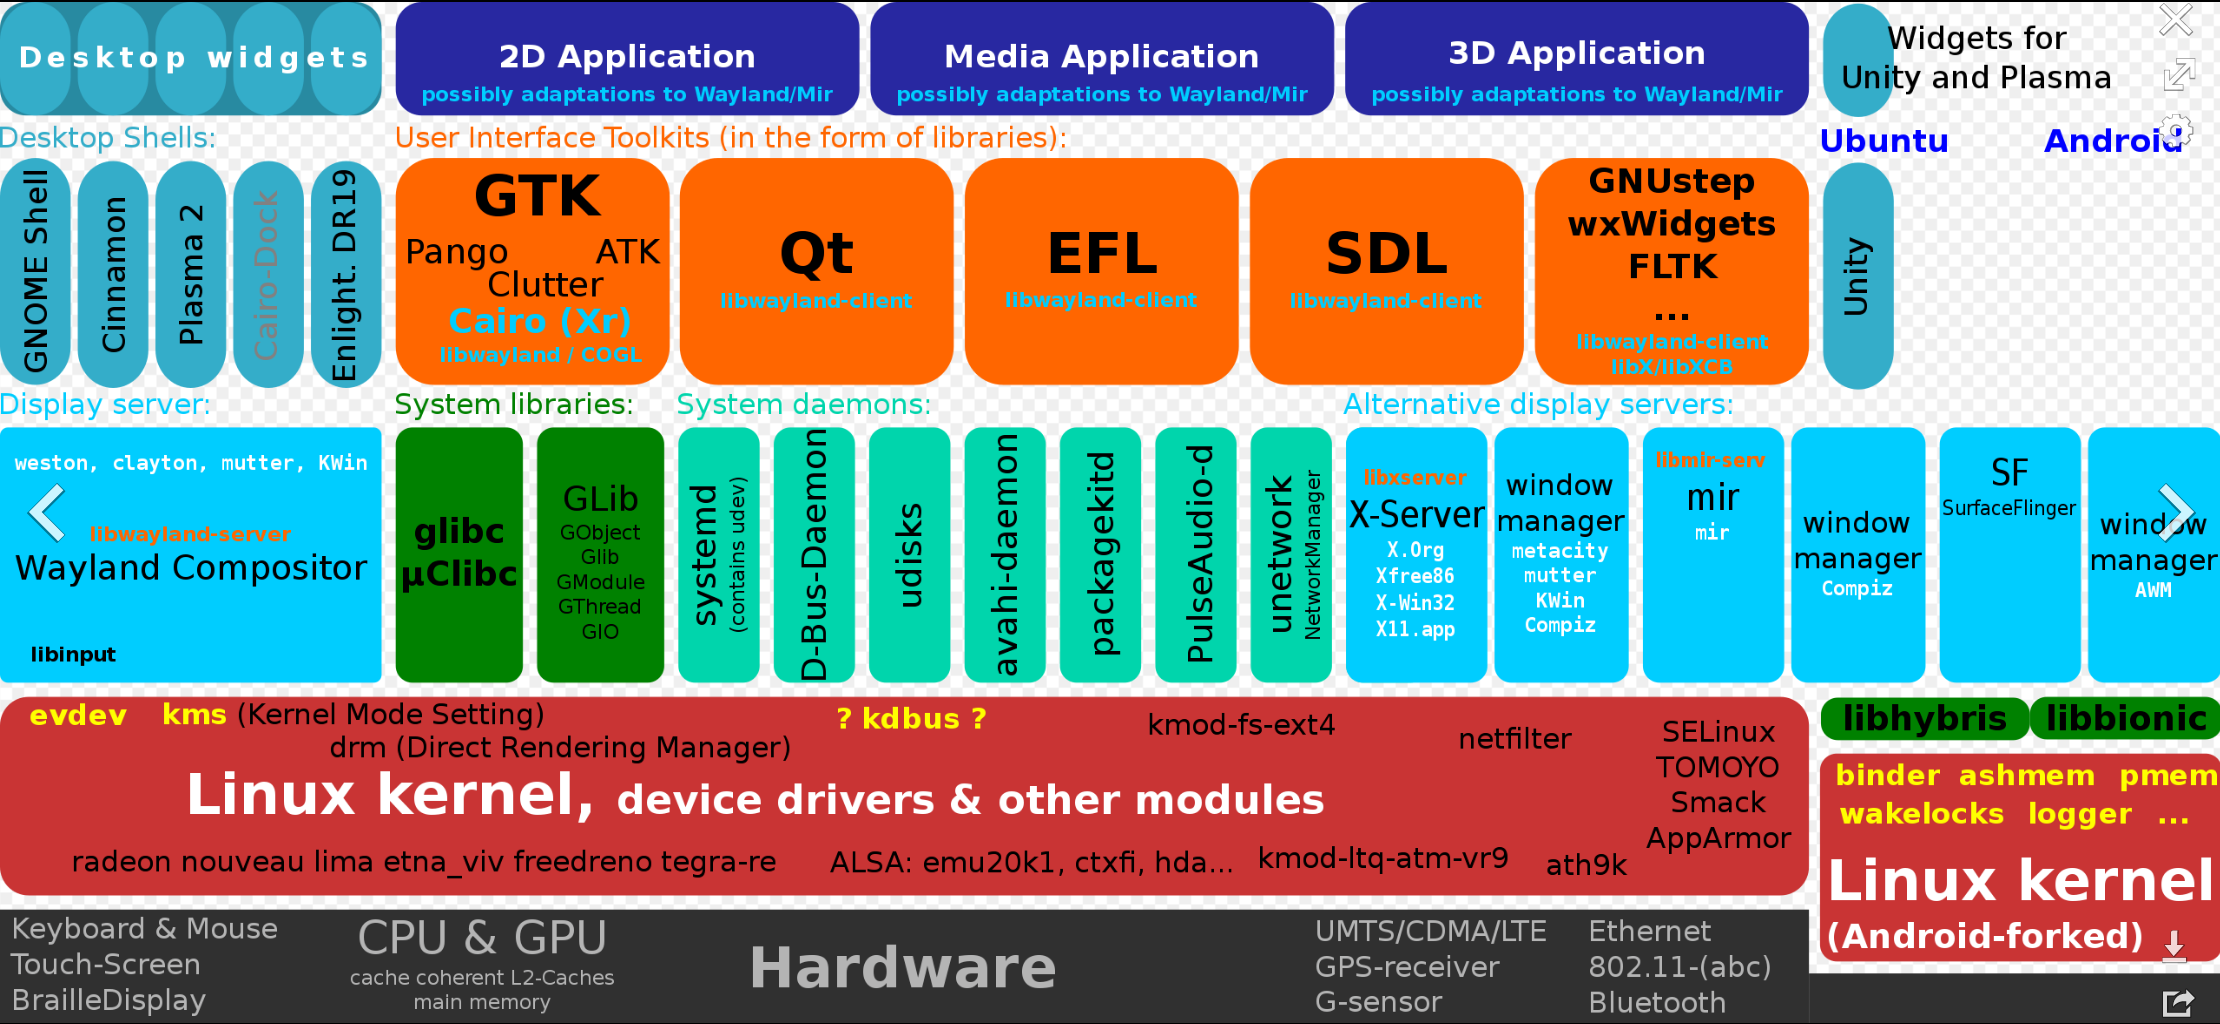 Desktop widgets
2D Application
possibly adaptations to Wayland/Mir
Media Application
possibly adaptations to Wayland/Mir
3D Application
possibly adaptations to Wayland/Mir
Widgets for
Unity and Plasma
Desktop Shells:
User Interface Toolkits (in the form of libraries):
Ubuntu
Android
GNOME Shell
Cinnamon
Plasma 2
Cairo-Dock
Enlight. DR19
GTK
Pango ATK
Clutter
Cairo (Xr)
libwayland / COGL
Qt
libwayland-client
EFL
libwayland-client
SDL
libwayland-client
GNUstep
wxWidgets
FLTK
...
libwayland-client
libX/libXCB
Unity
Display server:
System libraries:
System daemons:
Alternative display servers:
weston, clayton, mutter, KWin
libwayland-server
Wayland Compositor
libinput
glibc
µClibc
GLib
GObject
Glib
GModule
GThread
GIO
systemd
(contains udev)
D-Bus-Daemon
udisks
avahi-daemon
packagekitd
PulseAudio-d
unetwork
NetworkManager
libxserver
X-Server
X.Org
Xfree86
X-Win32
X11.app
window
manager
metacity
mutter
KWin
Compiz
libmir-serv
mir
mir
window
manager
Compiz
SF
SurfaceFlinger
window
manager
AWM
evdev kms (Kernel Mode Setting)
drm (Direct Rendering Manager)
? kdbus ?
kmod-fs-ext4
netfilter
SELinux
TOMOYO
Smack
AppArmor
Linux kernel, device drivers & other modules
radeon nouveau lima etna_viv freedreno tegra-re
ALSA: emu20k1, ctxfi, hda...
kmod-ltq-atm-vr9
ath9k
libhybris
libbionic
binder ashmem pmem
wakelocks logger ...
Linux kernel
(Android-forked)
Keyboard & Mouse
Touch-Screen
BrailleDisplay
CPU & GPU
cache coherent L2-Caches
main memory
Hardware
UMTS/CDMA/LTE
GPS-receiver
G-sensor
Ethernet
802.11-(abc)
Bluetooth